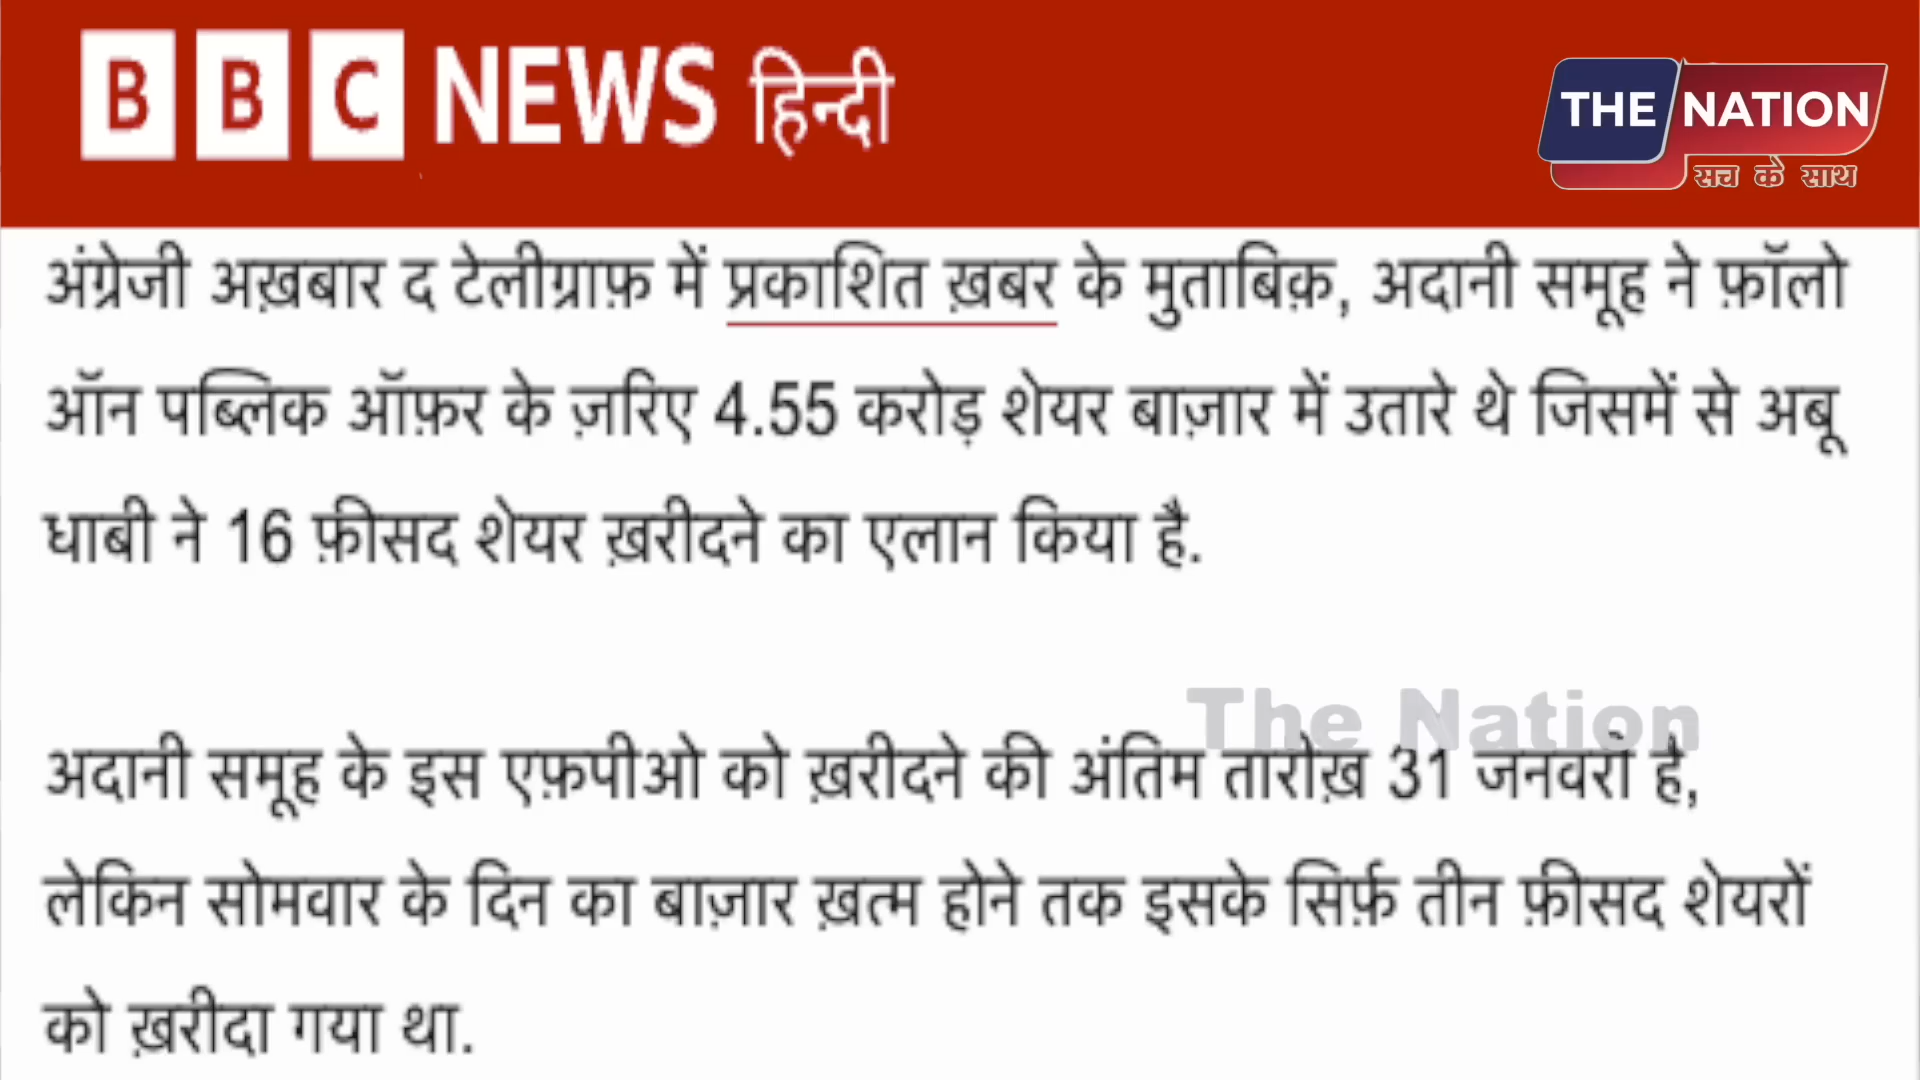 BBC NEWS हिन्दी
THE NATION
सच के साथ
अंग्रेजी अख़बार द टेलीग्राफ़ में प्रकाशित ख़बर के मुताबिक़, अदानी समूह ने फ़ॉलो
ऑन पब्लिक ऑफ़र के ज़रिए 4.55 करोड़ शेयर बाज़ार में उतारे थे जिसमें से अबू
धाबी ने 16 फ़ीसद शेयर ख़रीदने का एलान किया है.
The Nation
अदानी समूह के इस एफ़पीओ को ख़रीदने की अंतिम तारीख़ 31 जनवरी है,
लेकिन सोमवार के दिन का बाज़ार ख़त्म होने तक इसके सिर्फ़ तीन फ़ीसद शेयरों
को ख़रीदा गया था.